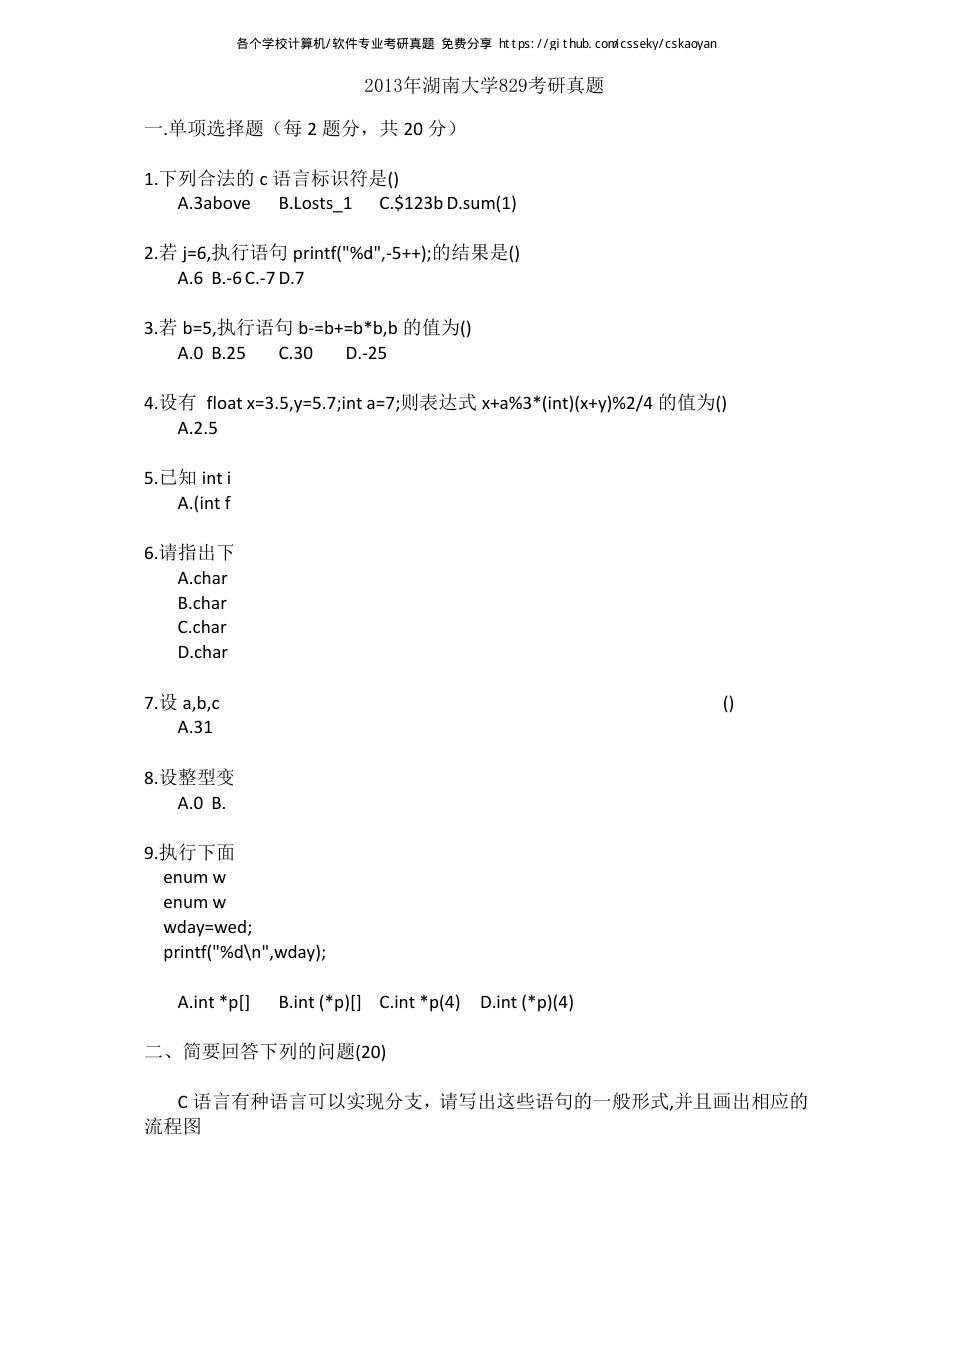 各个学校计算机/软件专业考研真题 免费分享 https://github.com/csseky/cskaoyan
2013年湖南大学829考研真题
一.单项选择题（每 2 题分，共 20 分）
1.下列合法的 c 语言标识符是()
A.3above B.Losts_1 C.$123b D.sum(1)
2.若 j=6,执行语句 printf("%d",-5++);的结果是()
A.6 B.-6 C.-7 D.7
3.若 b=5,执行语句 b-=b+=b*b,b 的值为()
A.0 B.25 C.30 D.-25
4.设有 float x=3.5,y=5.7;int a=7;则表达式 x+a%3*(int)(x+y)%2/4 的值为()
A.2.5
5.已知 int i
A.(int f
6.请指出下
A.char
B.char
C.char
D.char
7.设 a,b,c ()
A.31
8.设整型变
A.0 B.
9.执行下面
enum w
enum w
wday=wed;
printf("%d\n",wday);
A.int *p[] B.int (*p)[] C.int *p(4) D.int (*p)(4)
二、简要回答下列的问题(20)
C 语言有种语言可以实现分支，请写出这些语句的一般形式,并且画出相应的
流程图